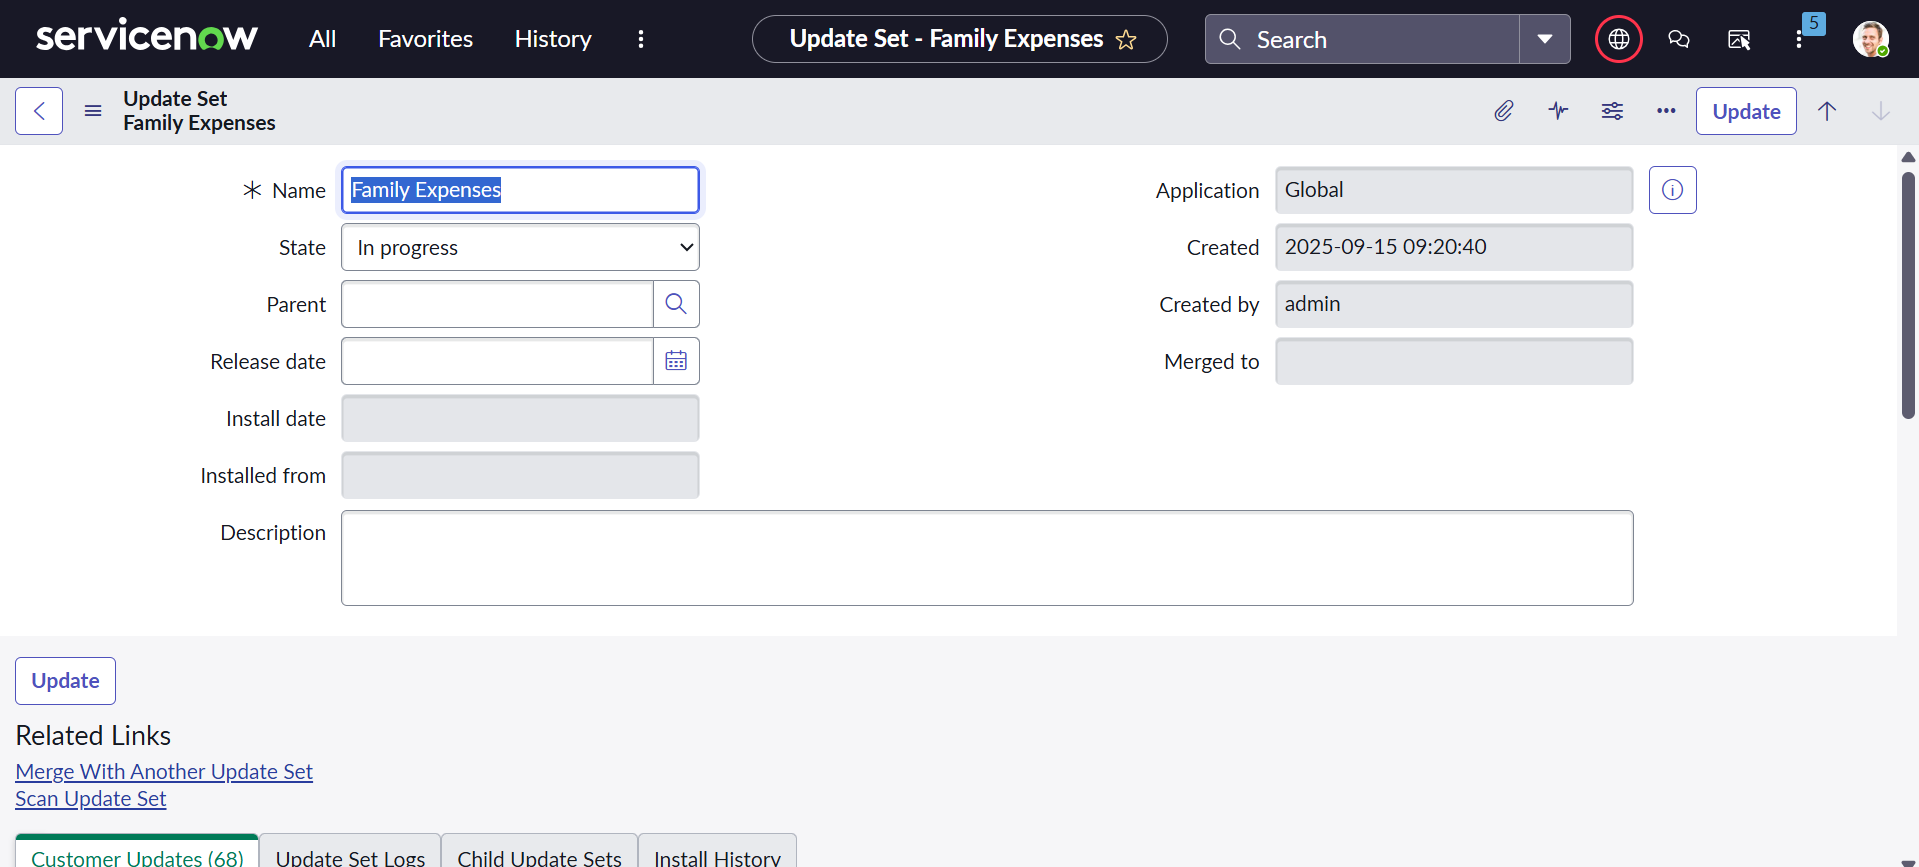 servicenow All Favorites History Update Set - Family Expenses Search 5
Update Set
Family Expenses
Update
Name Family Expenses
Application Global
State In progress
Created 2025-09-15 09:20:40
Parent
Created by admin
Release date
Merged to
Install date
Installed from
Description
Update
Related Links
Merge With Another Update Set
Scan Update Set
Customer Updates (68) Update Set Logs Child Update Sets Install History